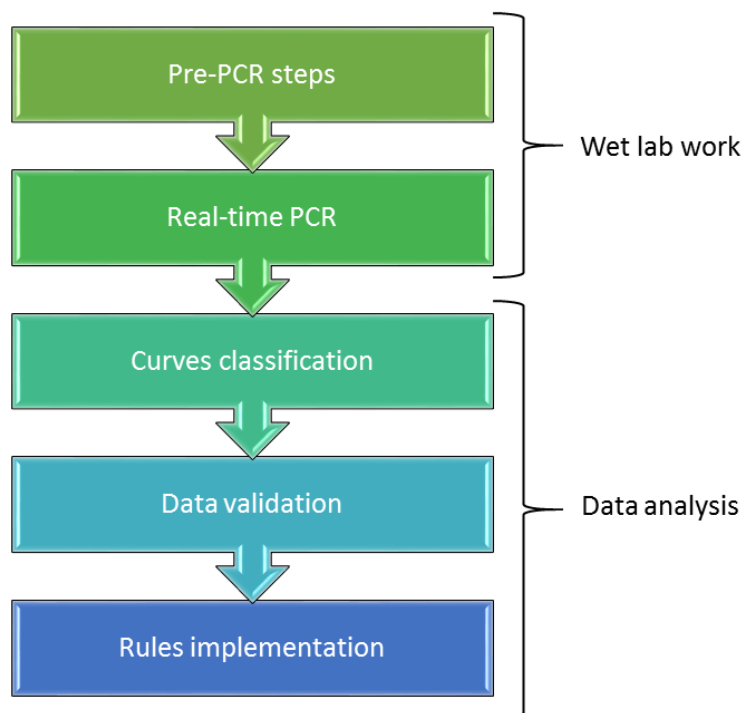 Pre-PCR steps
Wet lab work
Real-time PCR
Curves classification
Data validation
Data analysis
Rules implementation